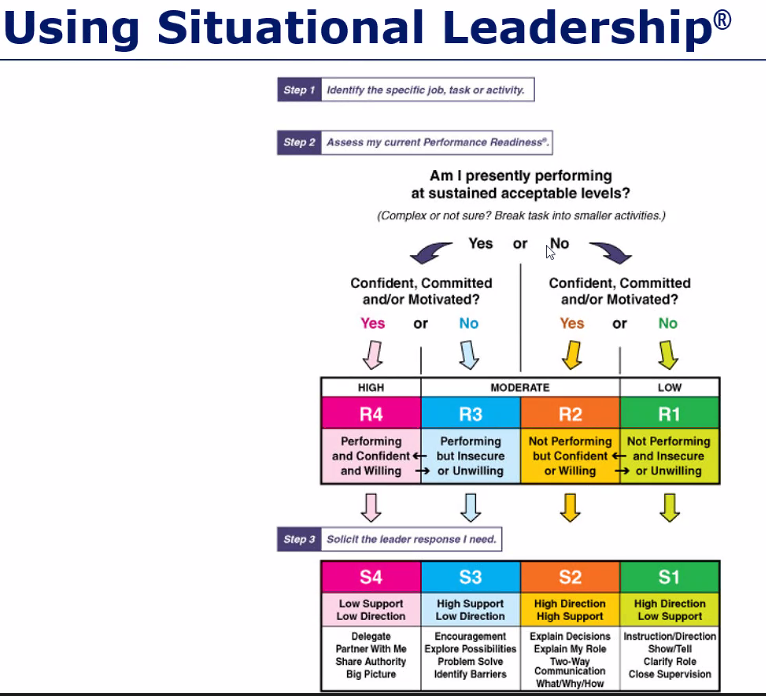 Using Situational Leadership®
Step 1 Identify the specific job, task or activity.
Step 2 Assess my current Performance Readiness®.
Am I presently performing
at sustained acceptable levels?
(Complex or not sure? Break task into smaller activities.)
Yes or No
Confident, Committed
and/or Motivated?
Yes or No
Confident, Committed
and/or Motivated?
Yes or No
HIGH MODERATE LOW
R4 R3 R2 R1
Performing
and Confident
and Willing
Performing
but Insecure
or Unwilling
Not Performing
but Confident
or Willing
Not Performing
and Insecure
or Unwilling
Step 3 Solicit the leader response I need.
S4 S3 S2 S1
Low Support
Low Direction
High Support
Low Direction
High Direction
High Support
High Direction
Low Support
Delegate
Partner With Me
Share Authority
Big Picture
Encouragement
Explore Possibilities
Problem Solve
Identify Barriers
Explain Decisions
Explain My Role
Two-Way
Communication
What/Why/How
Instruction/Direction
Show/Tell
Clarify Role
Close Supervision